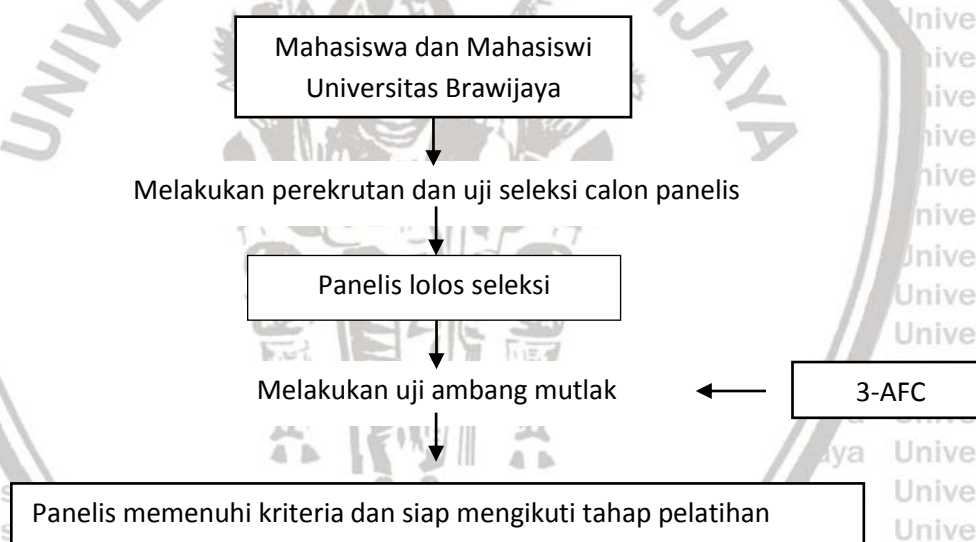 Mahasiswa dan Mahasiswi
Universitas Brawijaya
Melakukan perekrutan dan uji seleksi calon panelis
Panelis lolos seleksi
Melakukan uji ambang mutlak
3-AFC
Panelis memenuhi kriteria dan siap mengikuti tahap pelatihan